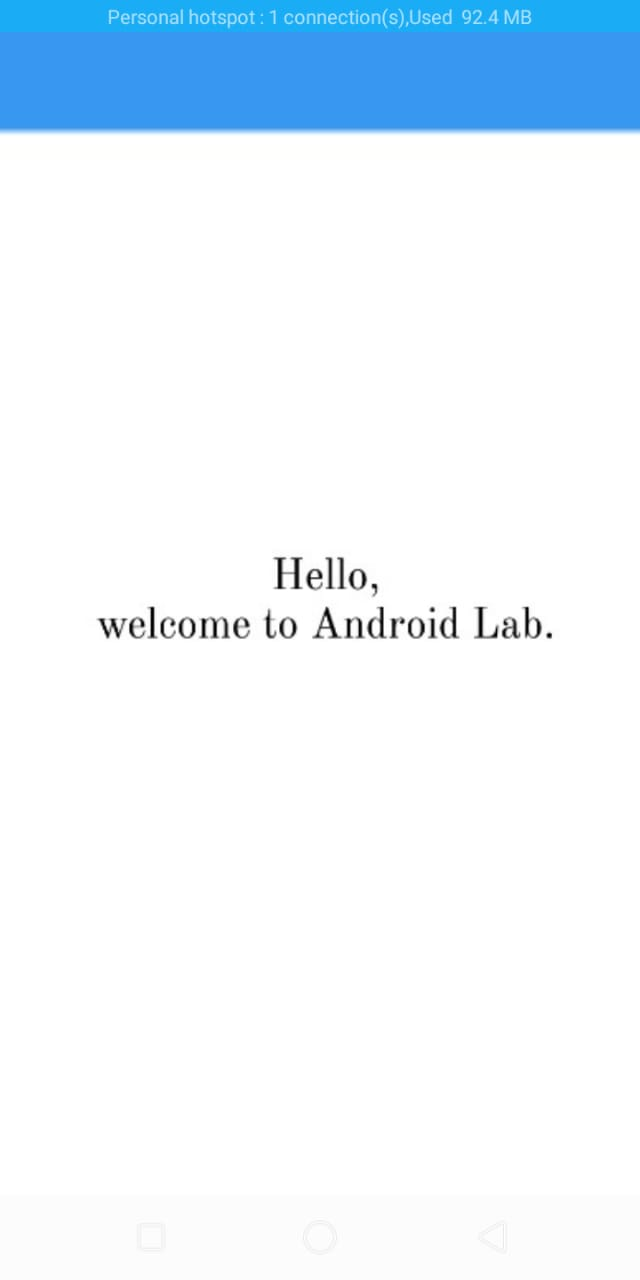 Personal hotspot : 1 connection(s),Used  92.4 MB
Hello,
welcome to Android Lab.